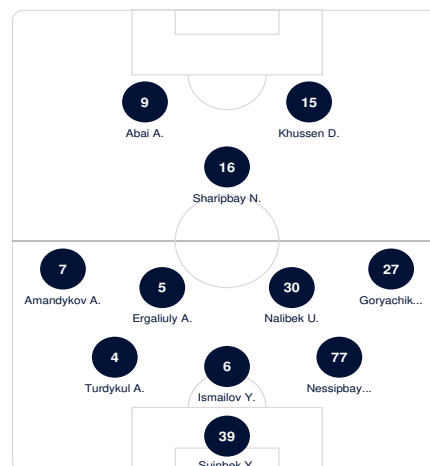 9
15
Abai A.
Khussen D.
16
Sharipbay N.
7
27
Amandykov A.
Goryachik...
5
30
Ergaliuly A.
Nalibek U.
4
6
77
Turdykul A.
Ismailov Y.
Nessipbay...
39
Suinbek Y.